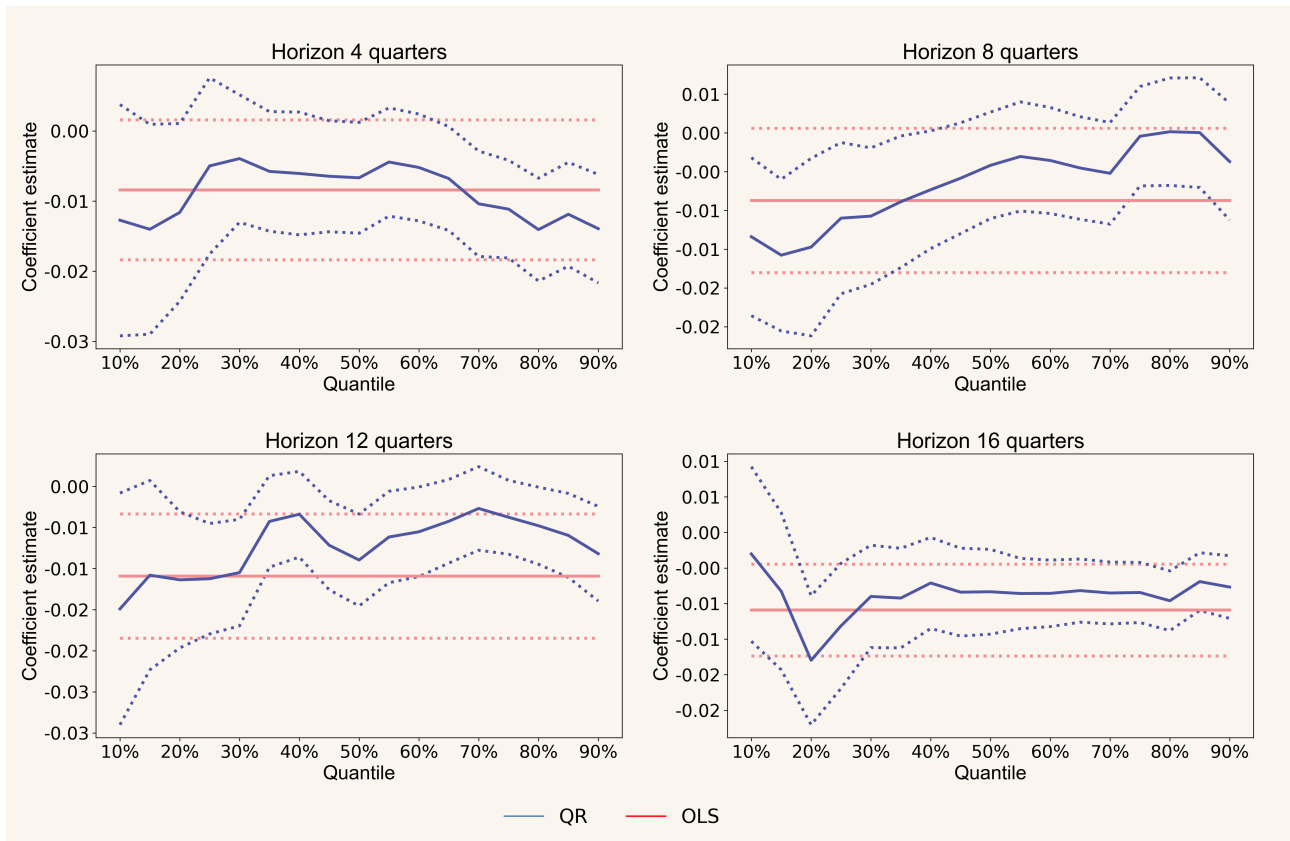 Horizon 4 quarters
Coefficient estimate
0.00
-0.01
-0.02
-0.03
10% 20% 30% 40% 50% 60% 70% 80% 90%
Quantile
Horizon 8 quarters
Coefficient estimate
0.01
0.00
-0.00
-0.01
-0.01
-0.02
-0.02
10% 20% 30% 40% 50% 60% 70% 80% 90%
Quantile
Horizon 12 quarters
Coefficient estimate
0.00
-0.01
-0.01
-0.02
-0.02
-0.03
-0.03
10% 20% 30% 40% 50% 60% 70% 80% 90%
Quantile
Horizon 16 quarters
Coefficient estimate
0.01
0.01
0.00
-0.00
-0.01
-0.01
-0.02
-0.02
10% 20% 30% 40% 50% 60% 70% 80% 90%
Quantile
QR OLS